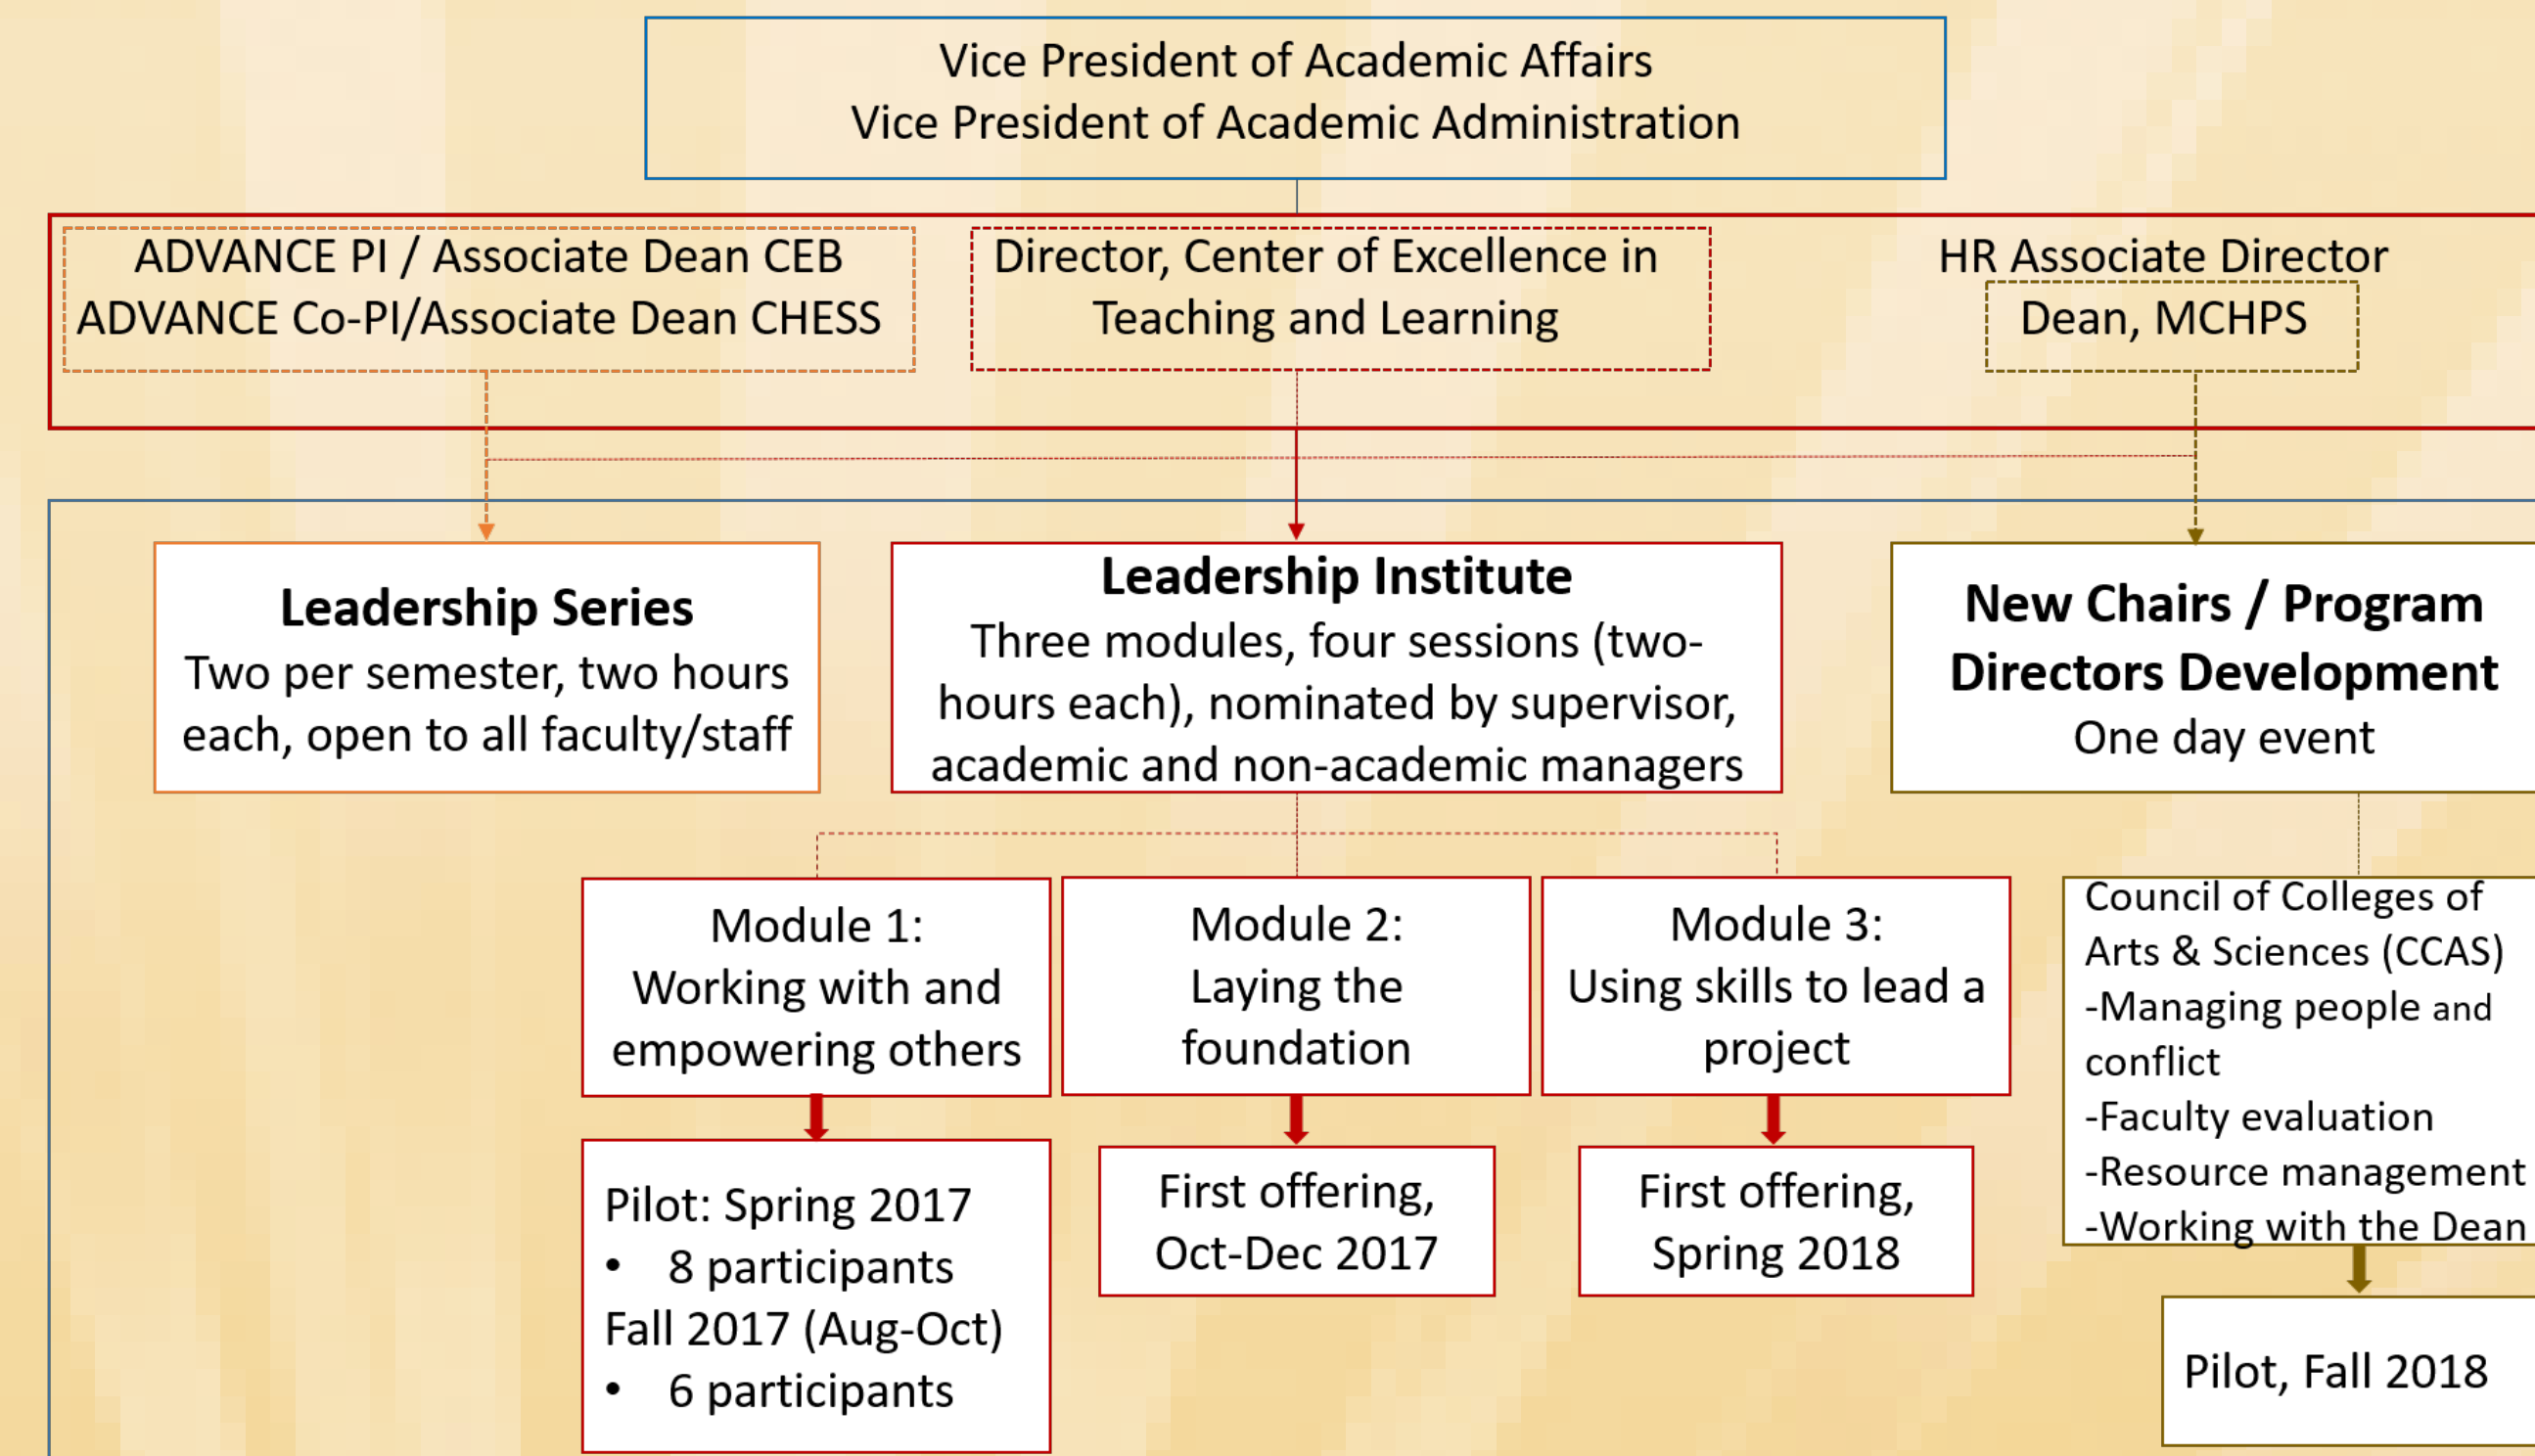 Vice President of Academic Affairs
Vice President of Academic Administration
ADVANCE PI / Associate Dean CEB
ADVANCE Co-PI/Associate Dean CHESS
Director, Center of Excellence in
Teaching and Learning
HR Associate Director
Dean, MCHPS
Leadership Series
Two per semester, two hours
each, open to all faculty/staff
Leadership Institute
Three modules, four sessions (two-
hours each), nominated by supervisor,
academic and non-academic managers
New Chairs / Program
Directors Development
One day event
Module 1:
Working with and
empowering others
Module 2:
Laying the
foundation
Module 3:
Using skills to lead a
project
Council of Colleges of
Arts & Sciences (CCAS)
-Managing people and
conflict
-Faculty evaluation
-Resource management
-Working with the Dean
Pilot: Spring 2017
• 8 participants
Fall 2017 (Aug-Oct)
• 6 participants
First offering,
Oct-Dec 2017
First offering,
Spring 2018
Pilot, Fall 2018